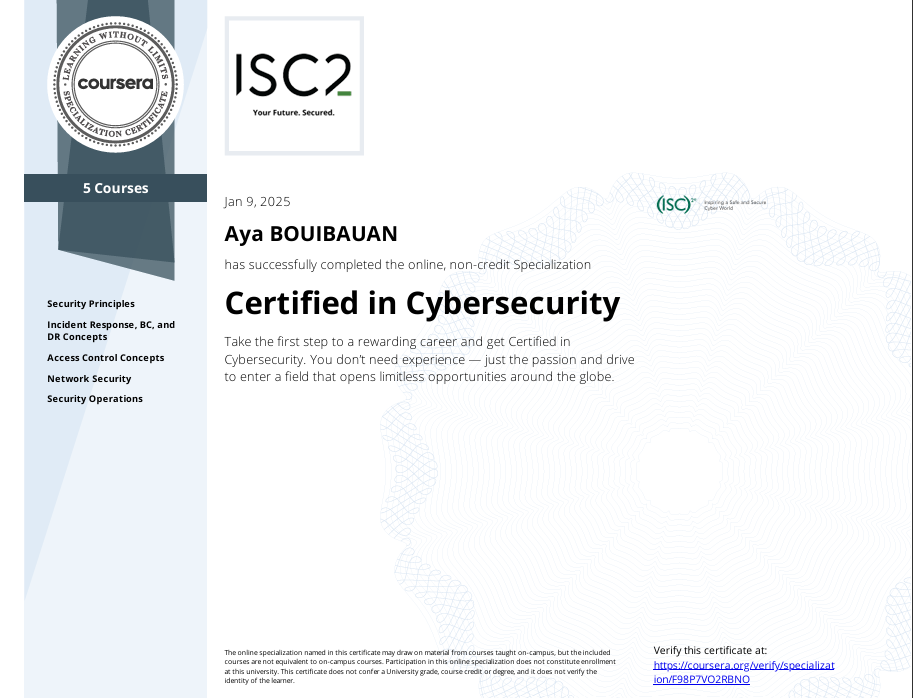 LEARNING WITHOUT LIMITS
coursera
SPECIALIZATION CERTIFICATE
5 Courses
Security Principles
Incident Response, BC, and
DR Concepts
Access Control Concepts
Network Security
Security Operations
ISC2
Your Future. Secured.
Jan 9, 2025
(ISC)²™
Inspiring a Safe and Secure
Cyber World
Aya BOUIBAUAN
has successfully completed the online, non-credit Specialization
Certified in Cybersecurity
Take the first step to a rewarding career and get Certified in
Cybersecurity. You don’t need experience — just the passion and drive
to enter a field that opens limitless opportunities around the globe.
The online specialization named in this certificate may draw on material from courses taught on-campus, but the included
courses are not equivalent to on-campus courses. Participation in this online specialization does not constitute enrollment
at this university. This certificate does not confer a University grade, course credit or degree, and it does not verify the
identity of the learner.
Verify this certificate at:
https://coursera.org/verify/specializat
ion/F98P7VO2RBNO